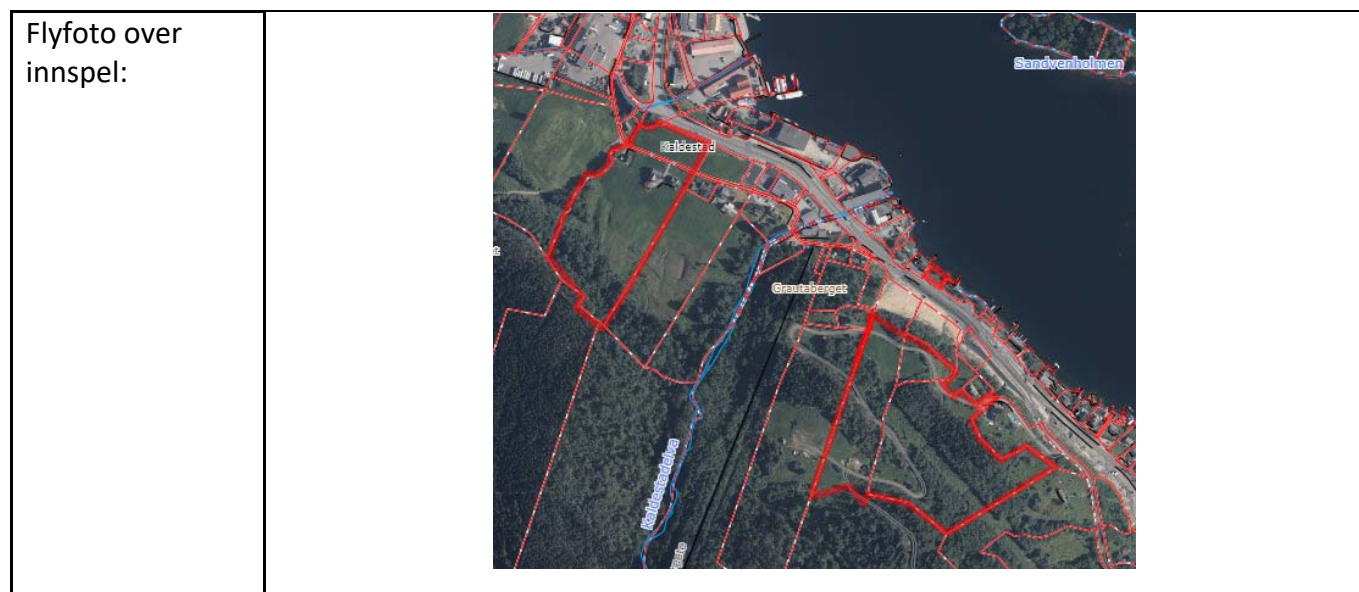 Flyfoto over
innspel:
Sandvenholmen
Kaldestad
Grautaberget
Kaldestadelva